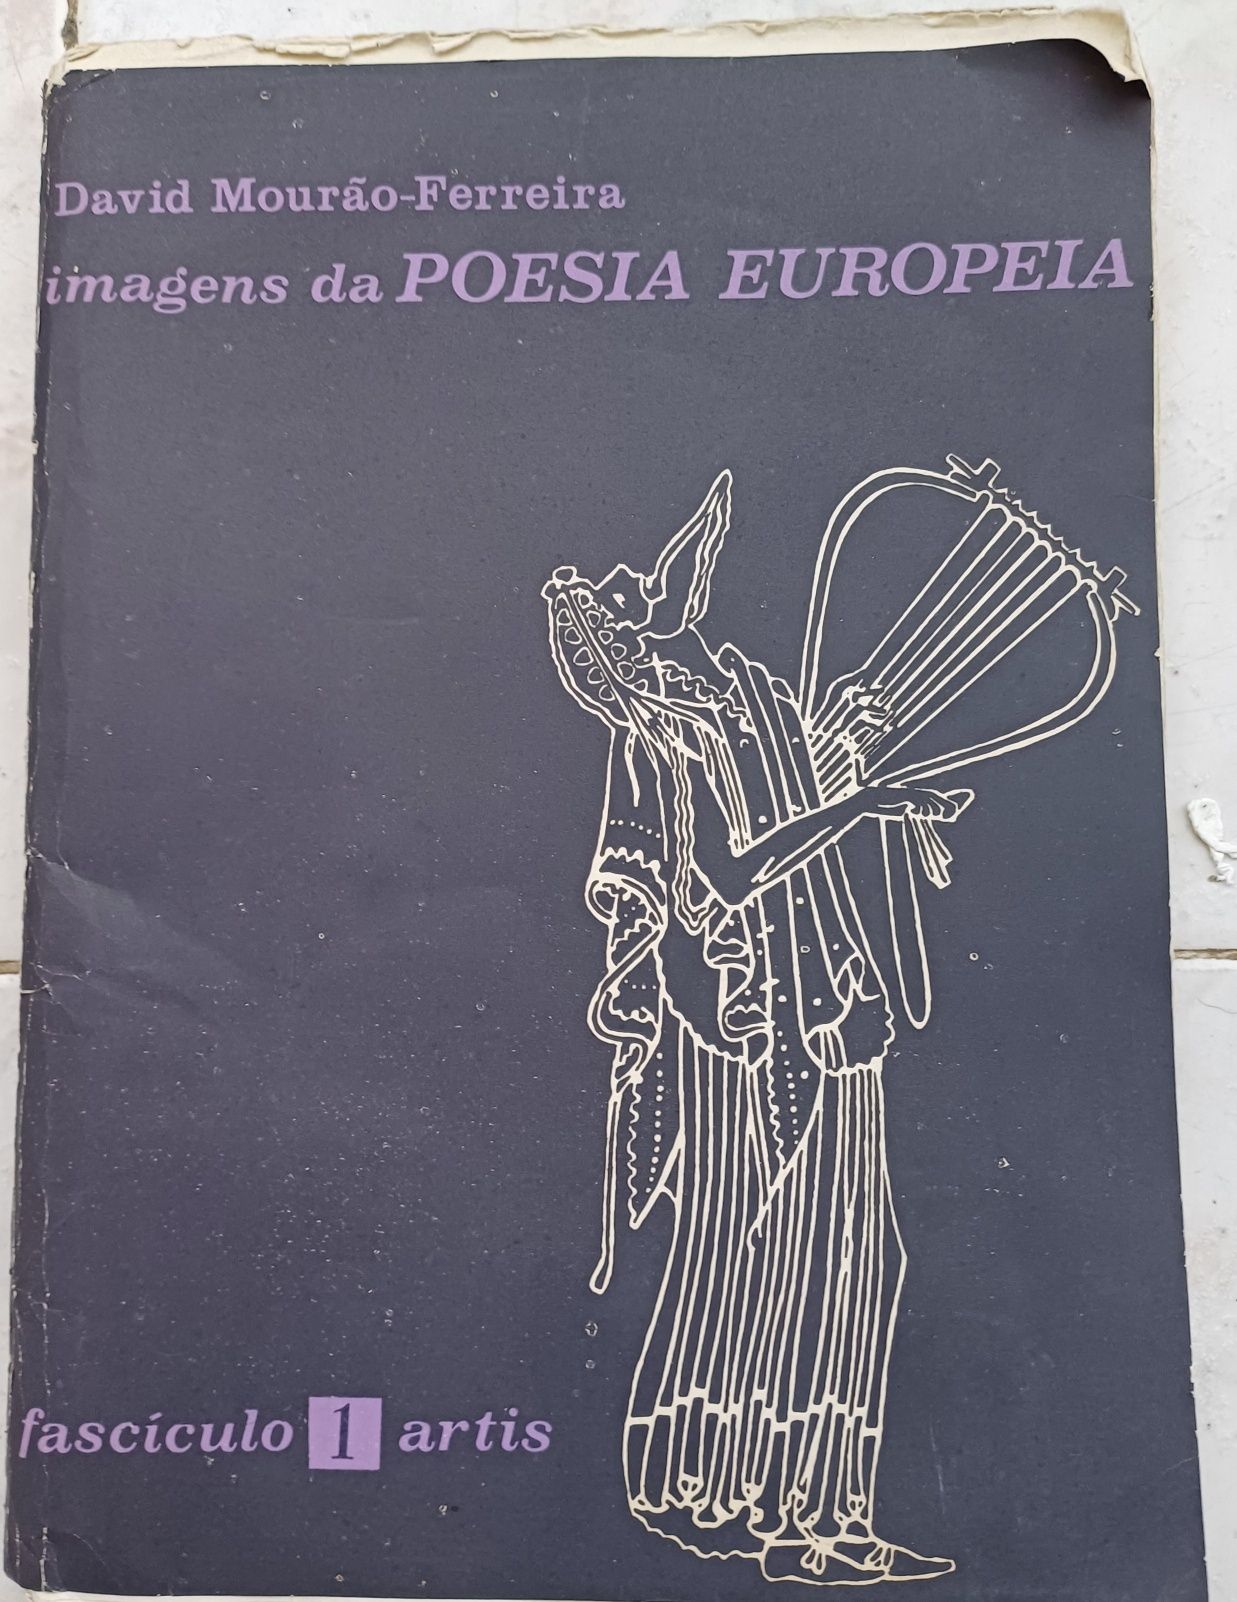 David Mourão-Ferreira
imagens da POESIA EUROPEIA
fascículo 1 artis